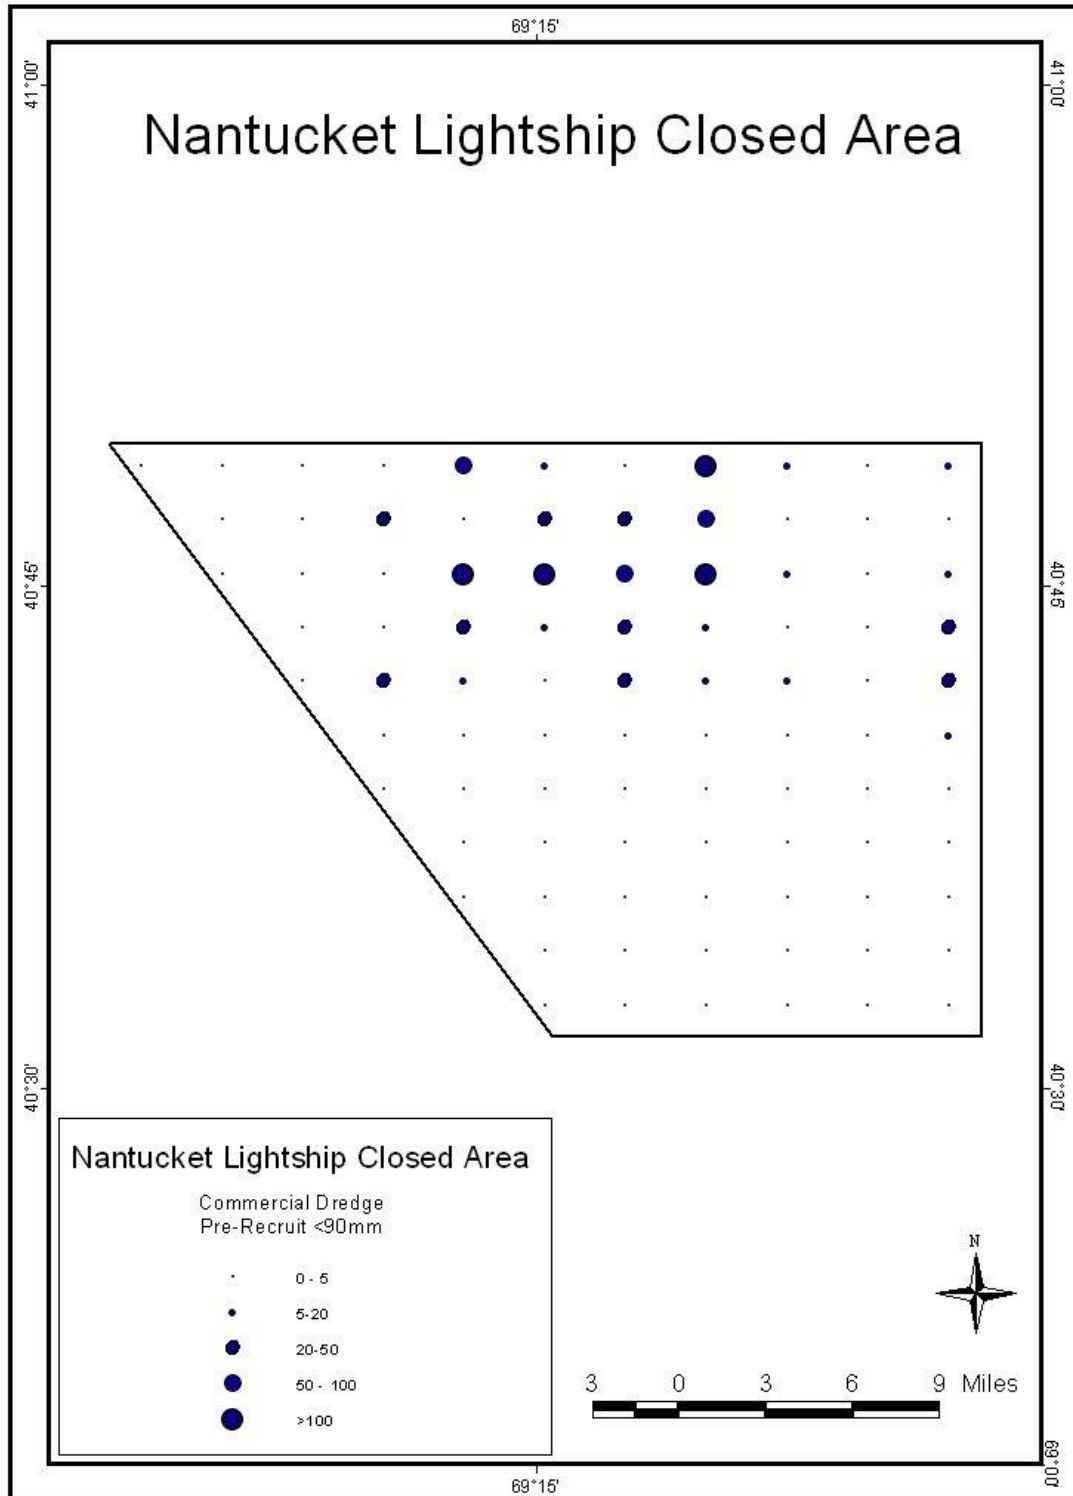 69°15'
41°00'
41°00'
Nantucket Lightship Closed Area
40°45'
40°45'
40°30'
40°30'
Nantucket Lightship Closed Area
Commercial Dredge
Pre-Recruit <90mm
0 - 5
5-20
20-50
50 - 100
>100
N
3 0 3 6 9 Miles
69°15'
69°00'